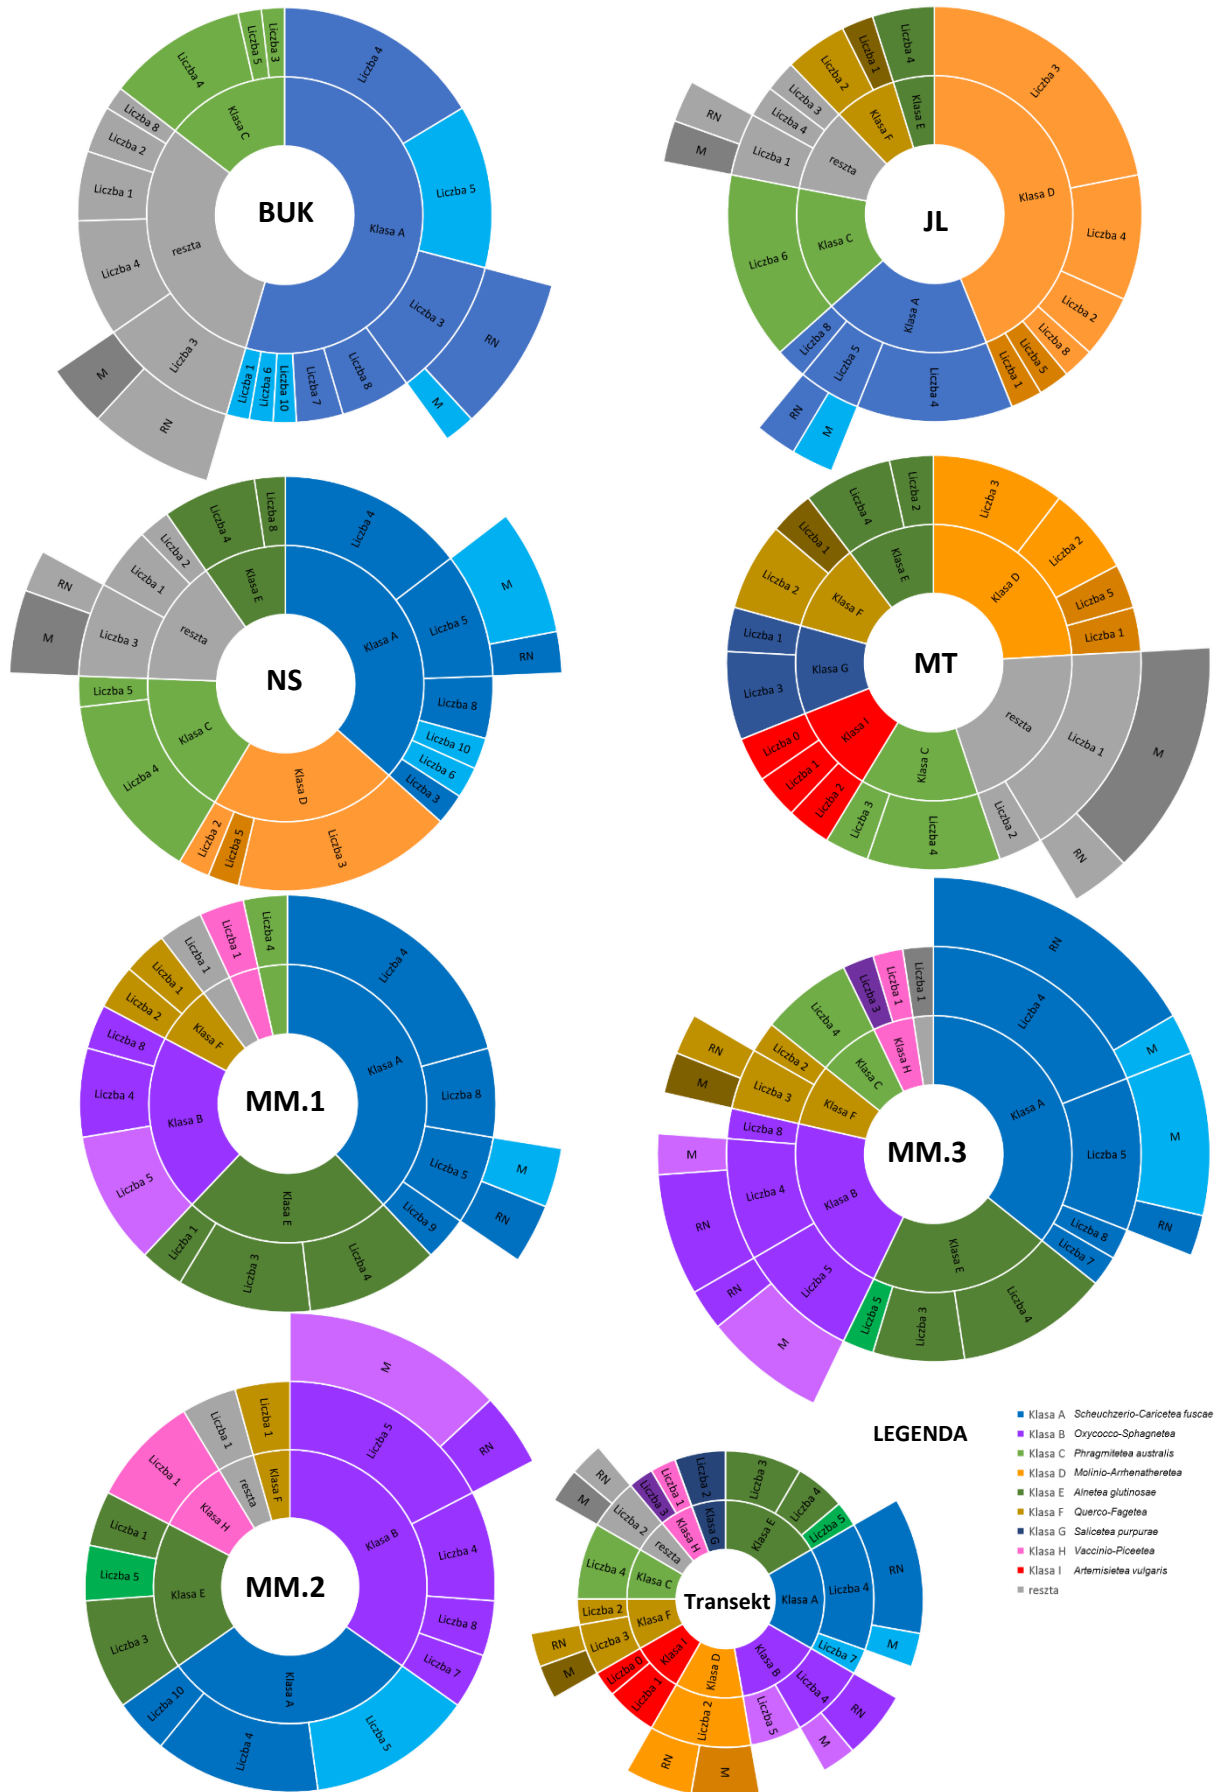 BUK
Klasa A
Liczba 4
Liczba 5
Liczba 3
RN
M
Liczba 8
Liczba 7
Liczba 10
Liczba 9
Liczba 1
reszta
Liczba 3
RN
M
Liczba 4
Liczba 1
Liczba 2
Liczba 8
Klasa C
Liczba 4
Liczba 5
Liczba 3
JL
Klasa D
Liczba 3
Liczba 4
Liczba 2
Liczba 8
Liczba 5
Liczba 1
Klasa A
Liczba 4
Liczba 5
M
RN
Liczba 8
Klasa C
Liczba 6
reszta
Liczba 1
M
RN
Liczba 4
Liczba 3
Klasa F
Liczba 2
Liczba 1
Klasa E
Liczba 4
NS
Klasa A
Liczba 4
Liczba 5
M
RN
Liczba 8
Liczba 10
Liczba 6
Liczba 3
Klasa D
Liczba 3
Liczba 5
Liczba 2
Klasa C
Liczba 4
Liczba 5
reszta
Liczba 3
M
RN
Liczba 1
Liczba 2
Klasa E
Liczba 4
Liczba 8
MT
Klasa D
Liczba 3
Liczba 2
Liczba 5
Liczba 1
reszta
Liczba 1
M
RN
Liczba 2
Klasa C
Liczba 4
Liczba 3
Klasa I
Liczba 2
Liczba 1
Liczba 0
Klasa G
Liczba 3
Liczba 1
Klasa F
Liczba 2
Liczba 1
Klasa E
Liczba 4
Liczba 2
MM.1
Klasa A
Liczba 4
Liczba 8
Liczba 5
M
RN
Liczba 9
Klasa E
Liczba 4
Liczba 3
Liczba 1
Klasa B
Liczba 5
Liczba 4
Liczba 8
Klasa F
Liczba 2
Liczba 1
Liczba 1
Liczba 1
Liczba 4
MM.3
Klasa A
Liczba 4
RN
M
Liczba 5
M
RN
Liczba 8
Liczba 7
Klasa E
Liczba 4
Liczba 3
Liczba 5
Klasa B
Liczba 5
M
RN
Liczba 4
RN
M
Liczba 8
Klasa F
Liczba 3
M
RN
Liczba 2
Klasa C
Liczba 4
Klasa H
Liczba 3
Liczba 1
Liczba 1
MM.2
Klasa B
Liczba 5
M
RN
Liczba 4
Liczba 8
Liczba 7
Klasa A
Liczba 5
Liczba 4
Liczba 10
Klasa E
Liczba 3
Liczba 5
Liczba 1
Klasa H
Liczba 1
reszta
Liczba 1
Klasa F
Liczba 1
Transekt
Klasa E
Liczba 3
Liczba 4
Liczba 5
Klasa A
Liczba 4
RN
M
Liczba 7
Klasa B
Liczba 4
RN
M
Liczba 5
Klasa D
Liczba 2
M
RN
Klasa I
Liczba 1
Liczba 0
Klasa F
Liczba 3
M
RN
Liczba 2
Klasa C
Liczba 4
reszta
Liczba 2
M
RN
Klasa H
Liczba 3
Liczba 1
Klasa G
Liczba 2
LEGENDA
Klasa A Scheuchzerio-Caricetea fuscae
Klasa B Oxycocco-Sphagnetea
Klasa C Phragmitetea australis
Klasa D Molinio-Arrhenatheretea
Klasa E Alnetea glutinosae
Klasa F Querco-Fagetea
Klasa G Salicetea purpurae
Klasa H Vaccinio-Piceetea
Klasa I Artemisietea vulgaris
reszta